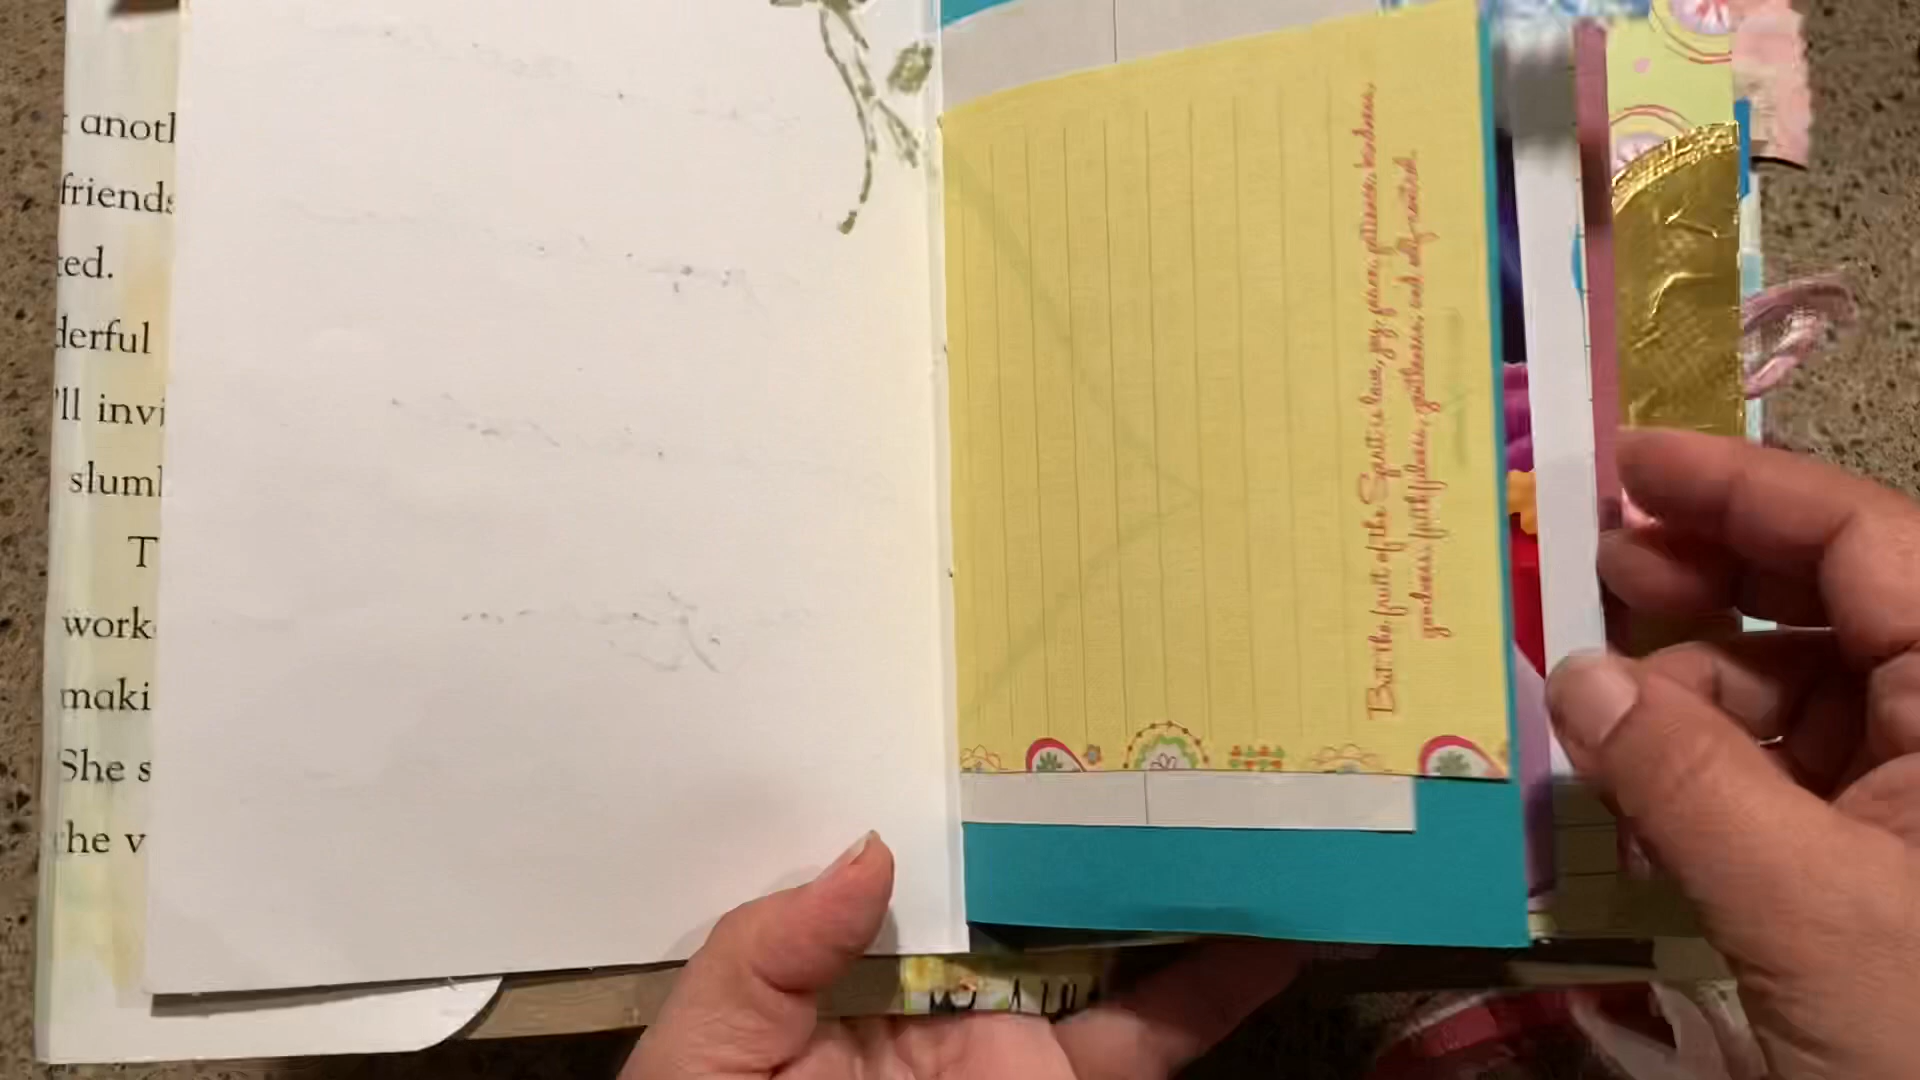 : anoth
friends
ted.
derful
'll invi
slum
T
work
maki
She s
he v
But the fruit of the Spirit is love, joy, peace, patience, kindness,
goodness, faithfulness, gentleness, and self-control.